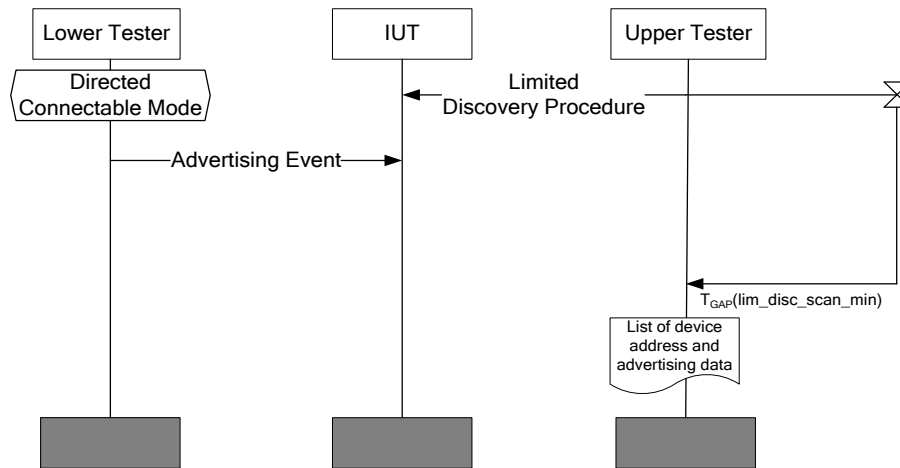 Lower Tester
IUT
Upper Tester
Directed
Connectable Mode
Limited
Discovery Procedure
Advertising Event
TGAP(lim_disc_scan_min)
List of device
address and
advertising data